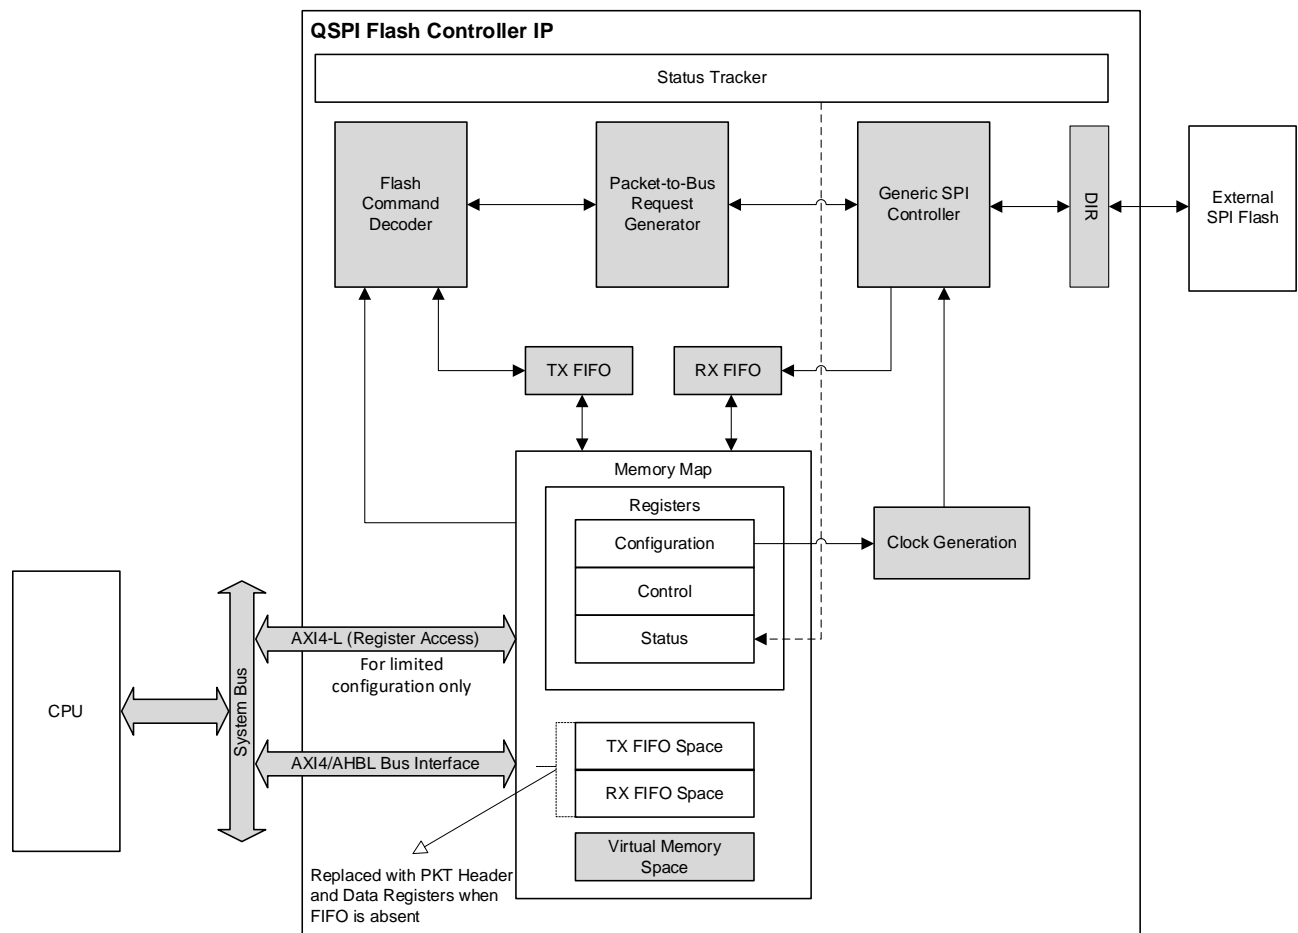 QSPI Flash Controller IP
Status Tracker
Flash
Command
Decoder
Packet-to-Bus
Request
Generator
Generic SPI
Controller
DIR
External
SPI Flash
TX FIFO
RX FIFO
Memory Map
Registers
Configuration
Control
Status
Clock Generation
CPU
System Bus
AXI4-L (Register Access)
For limited
configuration only
AXI4/AHBL Bus Interface
TX FIFO Space
RX FIFO Space
Virtual Memory
Space
Replaced with PKT Header
and Data Registers when
FIFO is absent